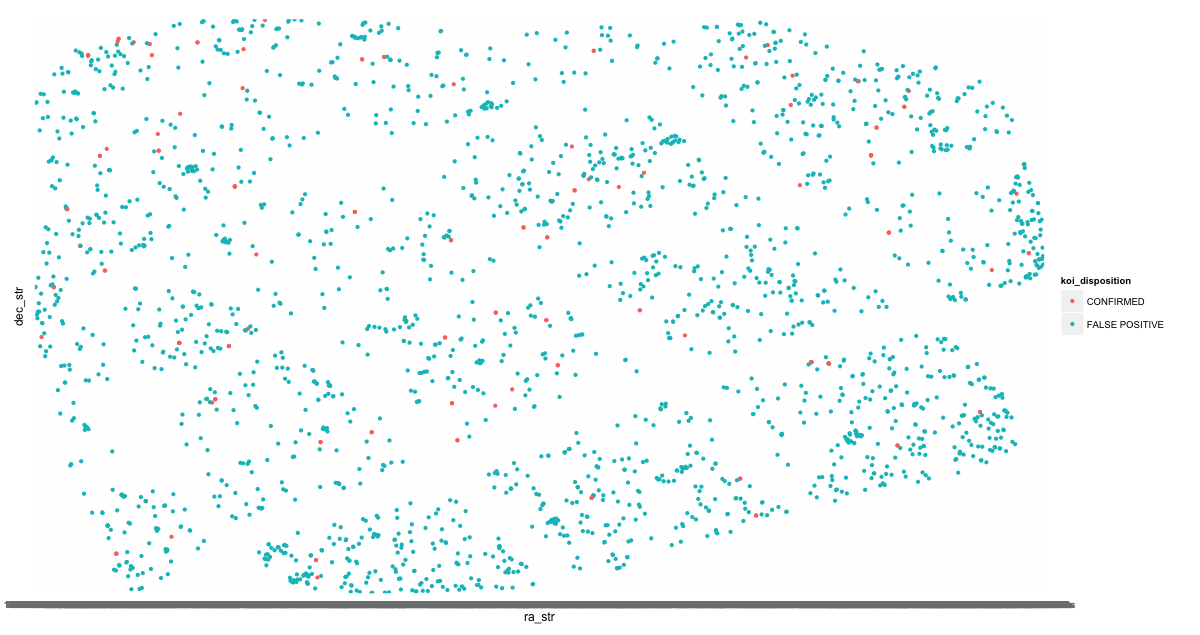 dec_str
ra_str
koi_disposition
CONFIRMED
FALSE POSITIVE